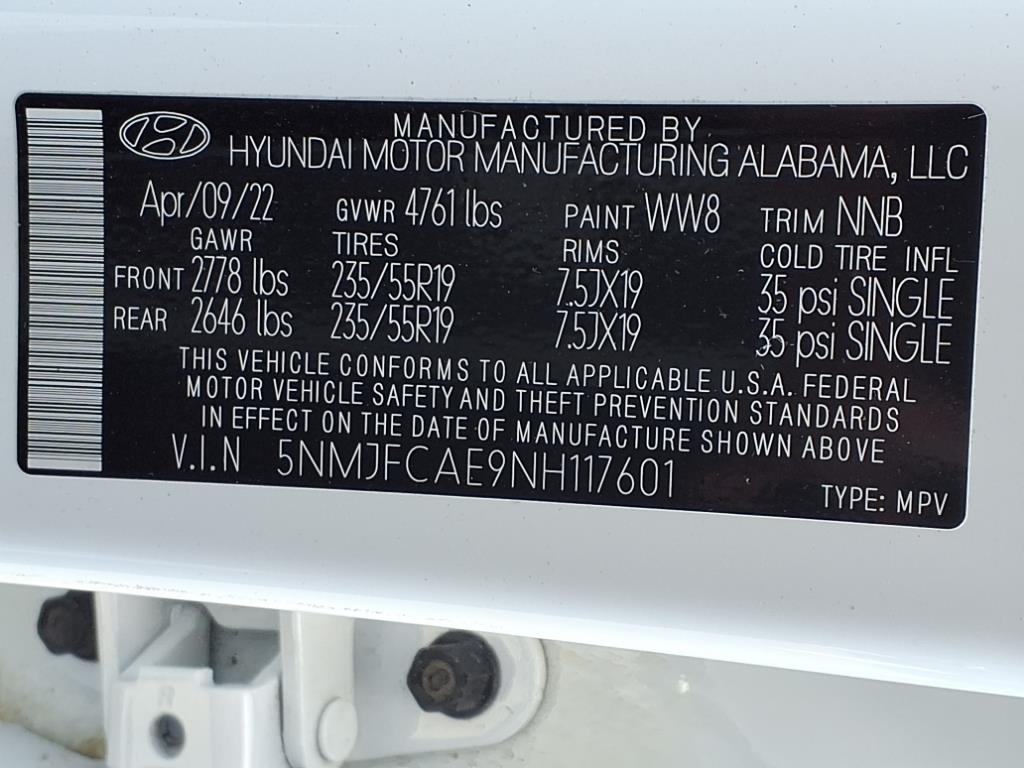 MANUFACTURED BY
HYUNDAI MOTOR MANUFACTURING ALABAMA, LLC
Apr/09/22 GVWR 4761 lbs PAINT WW8 TRIM NNB
GAWR TIRES RIMS COLD TIRE INFL
FRONT 2778 lbs 235/55R19 7.5JX19 35 psi SINGLE
REAR 2646 lbs 235/55R19 7.5JX19 35 psi SINGLE
THIS VEHICLE CONFORMS TO ALL APPLICABLE U.S.A. FEDERAL
MOTOR VEHICLE SAFETY AND THEFT PREVENTION STANDARDS
IN EFFECT ON THE DATE OF MANUFACTURE SHOWN ABOVE
V.I.N 5NMJFCAE9NH117601
TYPE: MPV